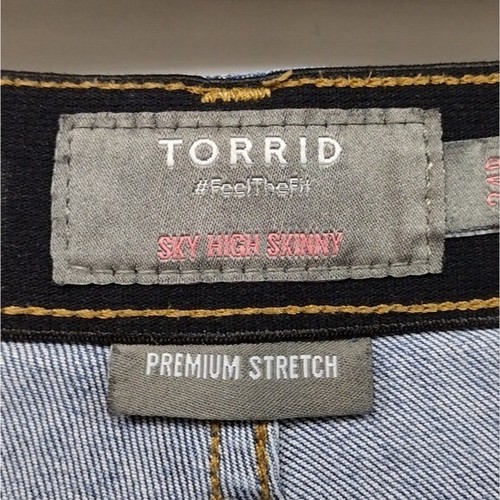 TORRID
#FeelTheFit
SKY HIGH SKINNY
PREMIUM STRETCH